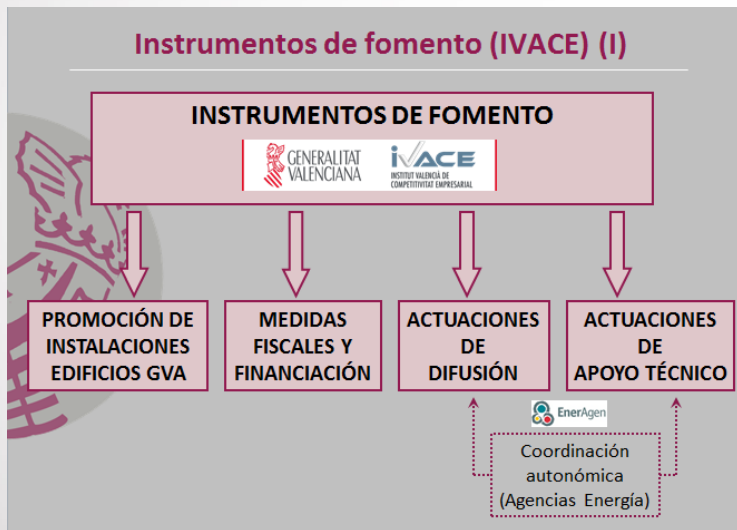 Instrumentos de fomento (IVACE) (I)
INSTRUMENTOS DE FOMENTO
GENERALITAT
VALENCIANA
iVACE
INSTITUT VALENCIÀ DE
COMPETITIVITAT EMPRESARIAL
PROMOCIÓN DE
INSTALACIONES
EDIFICIOS GVA
MEDIDAS
FISCALES Y
FINANCIACIÓN
ACTUACIONES
DE
DIFUSIÓN
ACTUACIONES
DE
APOYO TÉCNICO
EnerAgen
Coordinación
autonómica
(Agencias Energía)